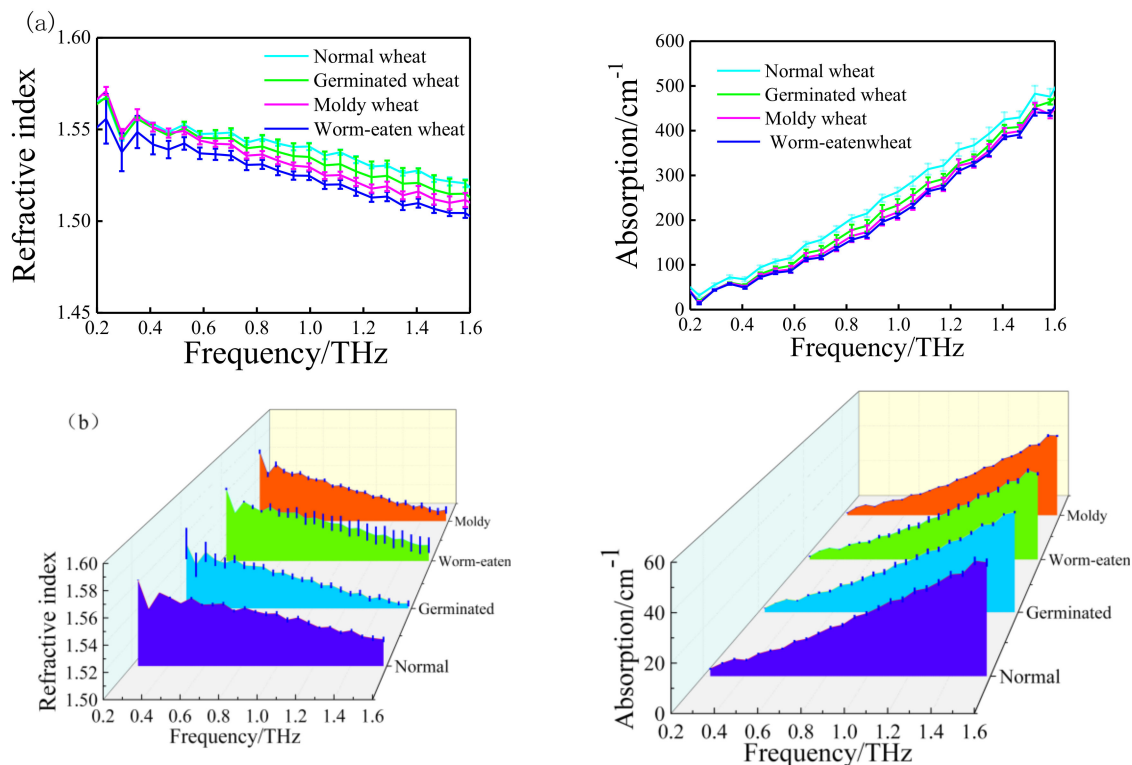 (a)
1.60
1.55
1.50
1.45
Refractive index
Normal wheat
Germinated wheat
Moldy wheat
Worm-eaten wheat
0.2 0.4 0.6 0.8 1.0 1.2 1.4 1.6
Frequency/THz
600
500
400
300
200
100
0
Absorption/cm⁻¹
Normal wheat
Germinated wheat
Moldy wheat
Worm-eatenwheat
0.2 0.4 0.6 0.8 1.0 1.2 1.4 1.6
Frequency/THz
（b）
1.60
1.58
1.56
1.54
1.52
1.50
Refractive index
Moldy
Worm-eaten
Germinated
Normal
0.2 0.4 0.6 0.8 1.0 1.2 1.4 1.6
Frequency/THz
60
40
20
0
Absorption/cm⁻¹
Moldy
Worm-eaten
Germinated
Normal
0.2 0.4 0.6 0.8 1.0 1.2 1.4 1.6
Frequency/THz